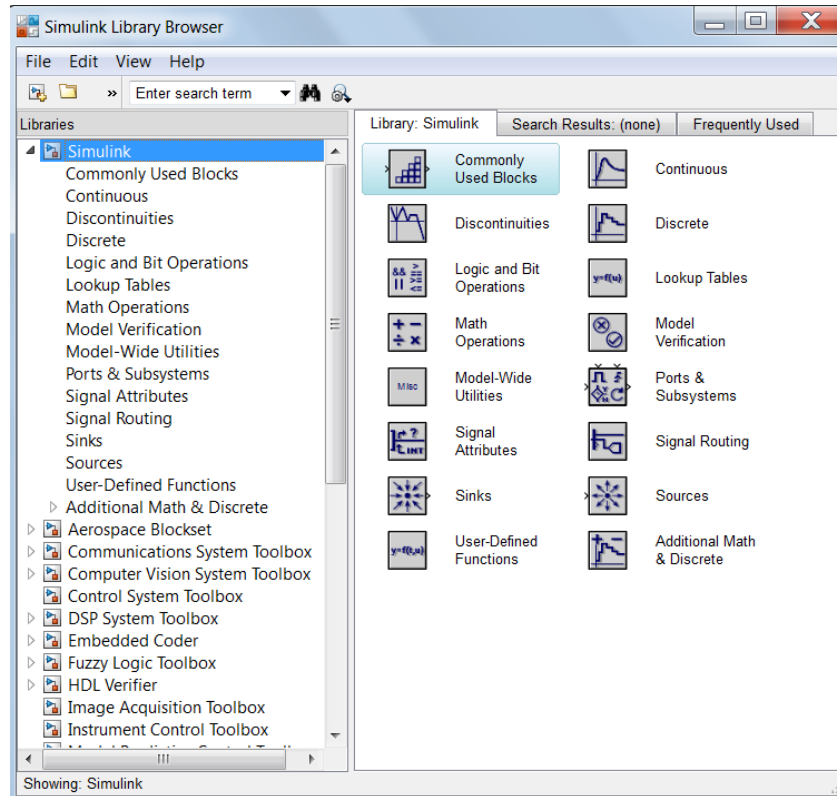 Simulink Library Browser
File Edit View Help
» Enter search term
Libraries
Library: Simulink Search Results: (none) Frequently Used
Simulink
Commonly Used Blocks
Continuous
Discontinuities
Discrete
Logic and Bit Operations
Lookup Tables
Math Operations
Model Verification
Model-Wide Utilities
Ports & Subsystems
Signal Attributes
Signal Routing
Sinks
Sources
User-Defined Functions
Additional Math & Discrete
Aerospace Blockset
Communications System Toolbox
Computer Vision System Toolbox
Control System Toolbox
DSP System Toolbox
Embedded Coder
Fuzzy Logic Toolbox
HDL Verifier
Image Acquisition Toolbox
Instrument Control Toolbox
Commonly
Used Blocks
Continuous
Discontinuities
Discrete
&& > == 
|| >= <=
Logic and Bit
Operations
y=f(u)
Lookup Tables
+ −
÷ ×
Math
Operations
Model
Verification
Misc
Model-Wide
Utilities
Ports &
Subsystems
?
INT
Signal
Attributes
Signal Routing
Sinks
Sources
y=f(t,u)
User-Defined
Functions
Additional Math
& Discrete
Showing: Simulink